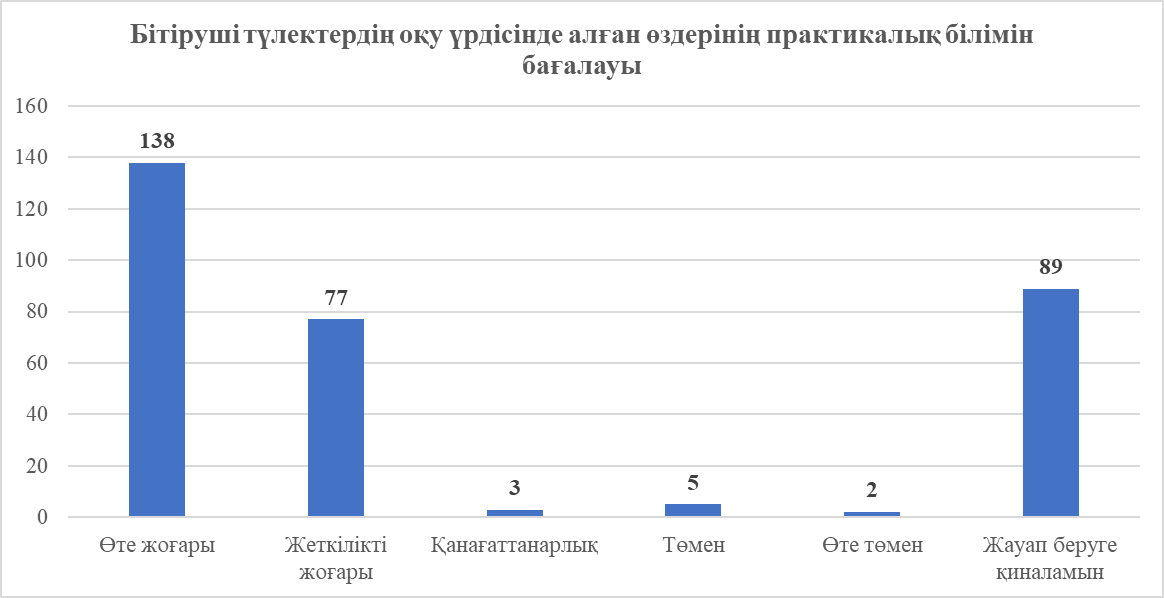 Бітіруші түлектердің оқу үрдісінде алған өздерінің практикалық білімін
бағалауы
160
140
120
100
80
60
40
20
0
138
77
3
5
2
89
Өте жоғары
Жеткілікті
жоғары
Қанағаттанарлық
Төмен
Өте төмен
Жауап беруге
қиналамын